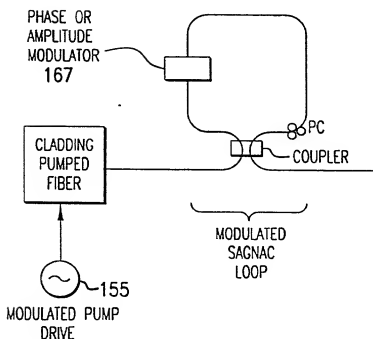 PHASE OR
AMPLITUDE
MODULATOR
167
PC
COUPLER
CLADDING
PUMPED
FIBER
MODULATED
SAGNAC
LOOP
155
MODULATED PUMP
DRIVE